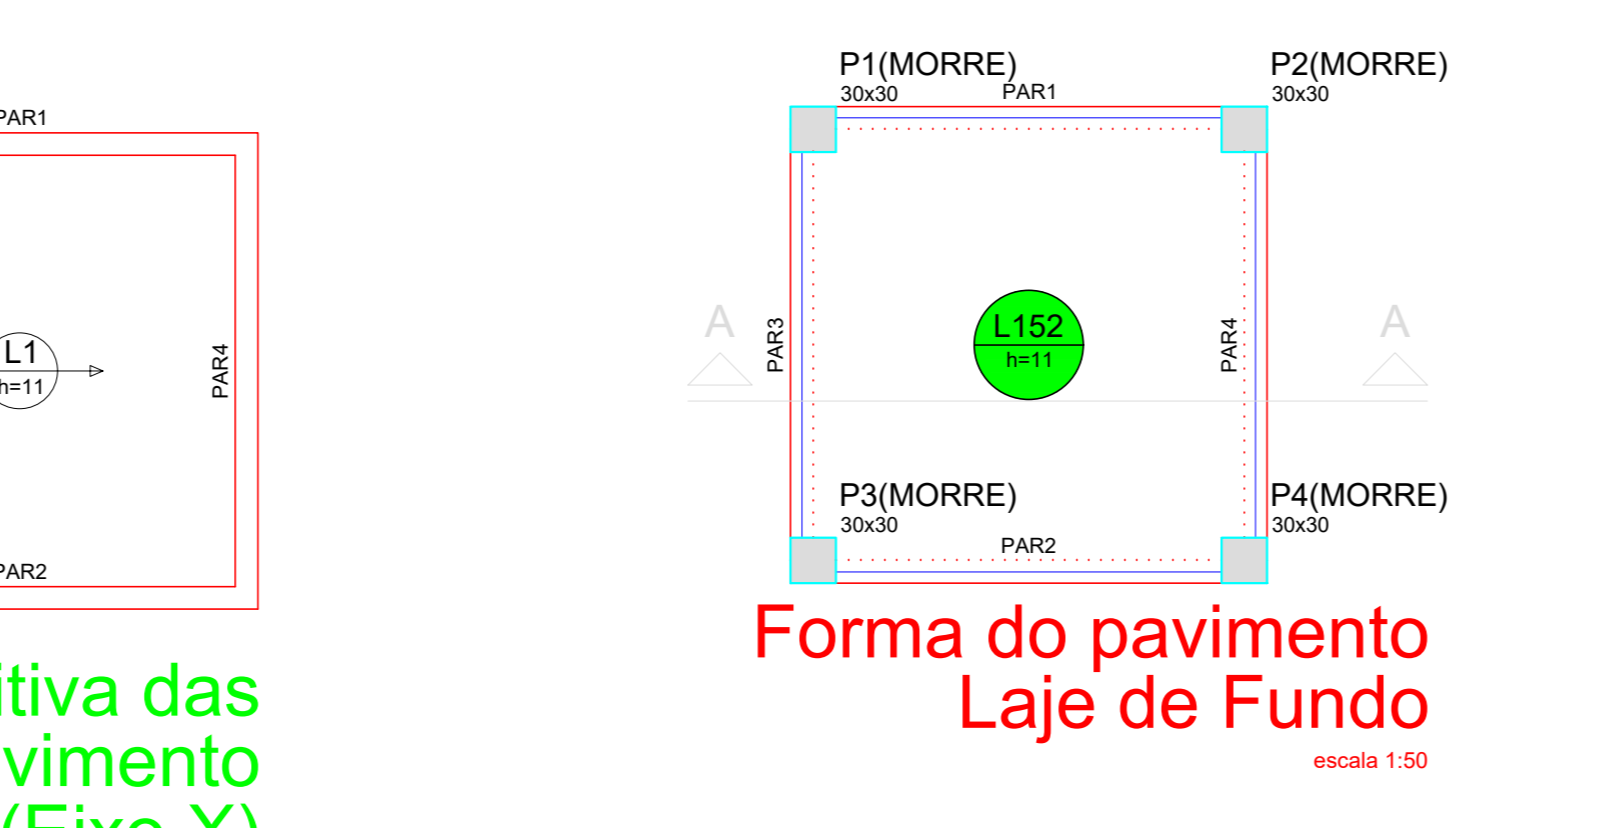 PAR1
L1
h=11
PAR4
PAR2
itiva das
vimento
(Eixo X)
P1(MORRE)
30x30
PAR1
P2(MORRE)
30x30
A
PAR3
L152
h=11
PAR4
A
P3(MORRE)
30x30
PAR2
P4(MORRE)
30x30
Forma do pavimento
Laje de Fundo
escala 1:50